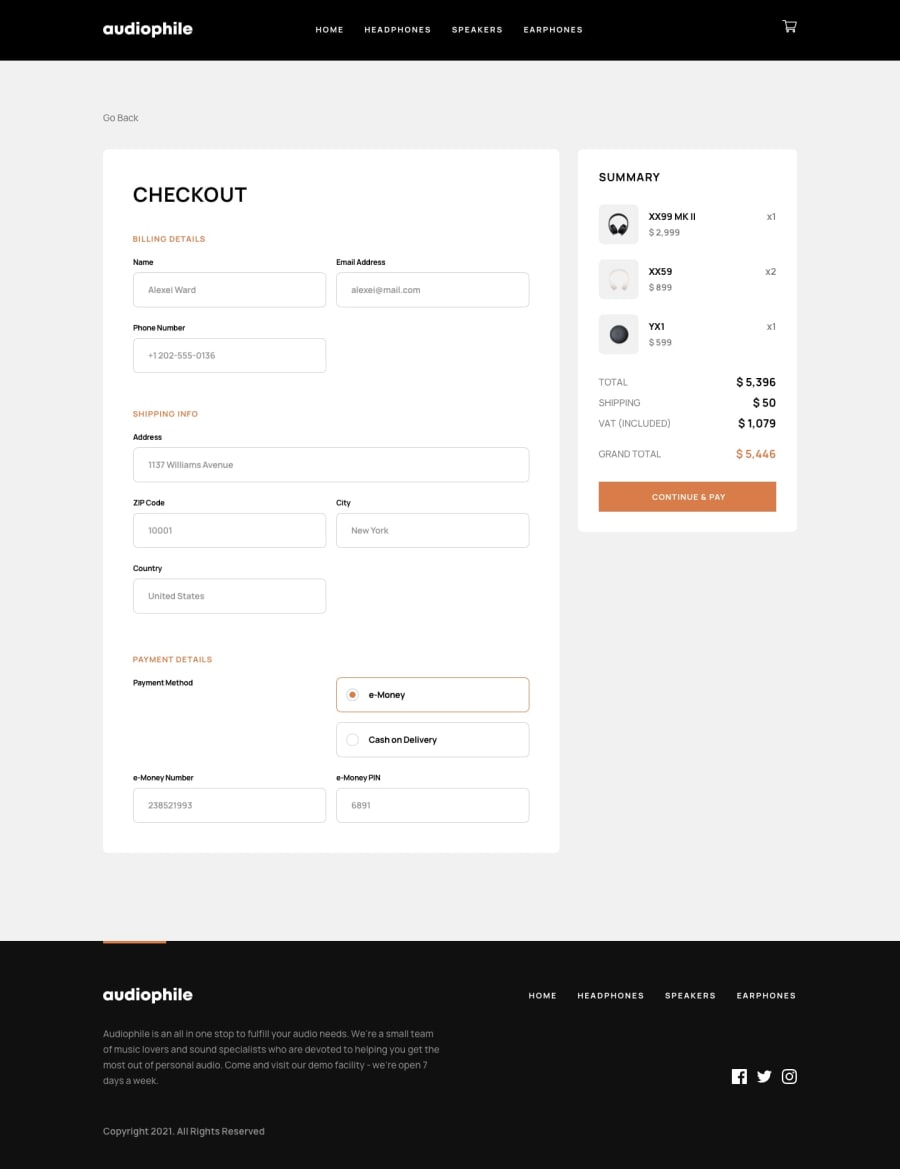 audiophile
HOME HEADPHONES SPEAKERS EARPHONES
Go Back
CHECKOUT
BILLING DETAILS
Name Email Address
Alexei Ward alexei@mail.com
Phone Number
+1 202-555-0136
SHIPPING INFO
Address
1137 Williams Avenue
ZIP Code City
10001 New York
Country
United States
PAYMENT DETAILS
Payment Method
e-Money
Cash on Delivery
e-Money Number e-Money PIN
238521993 6891
SUMMARY
XX99 MK II x1
$ 2,999
XX59 x2
$ 899
YX1 x1
$ 599
TOTAL $ 5,396
SHIPPING $ 50
VAT (INCLUDED) $ 1,079
GRAND TOTAL $ 5,446
CONTINUE & PAY
audiophile
HOME HEADPHONES SPEAKERS EARPHONES
Audiophile is an all in one stop to fulfill your audio needs. We're a small team
of music lovers and sound specialists who are devoted to helping you get the
most out of personal audio. Come and visit our demo facility - we're open 7
days a week.
Copyright 2021. All Rights Reserved